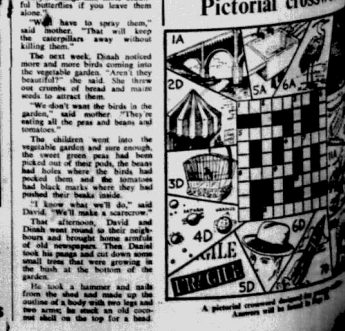 ful butterflies if you leave them
alone."
have to spray them,"
said mother. "That will keep
the caterpillars away without
killing them."
The next week, Dinah noticed
more and more birds coming into
the vegetable garden. "Aren't they
beautiful?" she said. She threw
out crumbs of bread and maize
seeds to attract them.
"We don't want the birds in the
garden," said mother. "They're
eating all the peas and beans and
tomatoes."
The children went into the
vegetable garden and sure enough,
the sweet green peas had been
picked out of their pods, the beans
had holes where the birds had
pecked them and the tomatoes
had black marks where they had
pushed their beaks inside.
"I know what we'll do," said
David. "We'll make a scarecrow."
That afternoon, David and
Dinah went round to their neigh-
bours and brought home armfuls
of old newspapers. Then Daniel
took his panga and cut down some
small trees that were growing in
the bush at the bottom of the
garden.
He took a hammer and nails
from the shed and made up the
outline of a body with two legs and
two arms; he stuck an old coco-
nut shell on the top for a head.
Pictorial
1A
2D
5A
6A
3D
4D
6D
GILE
FRAGILE
5D
A pictorial crossword designed
Answers will be found